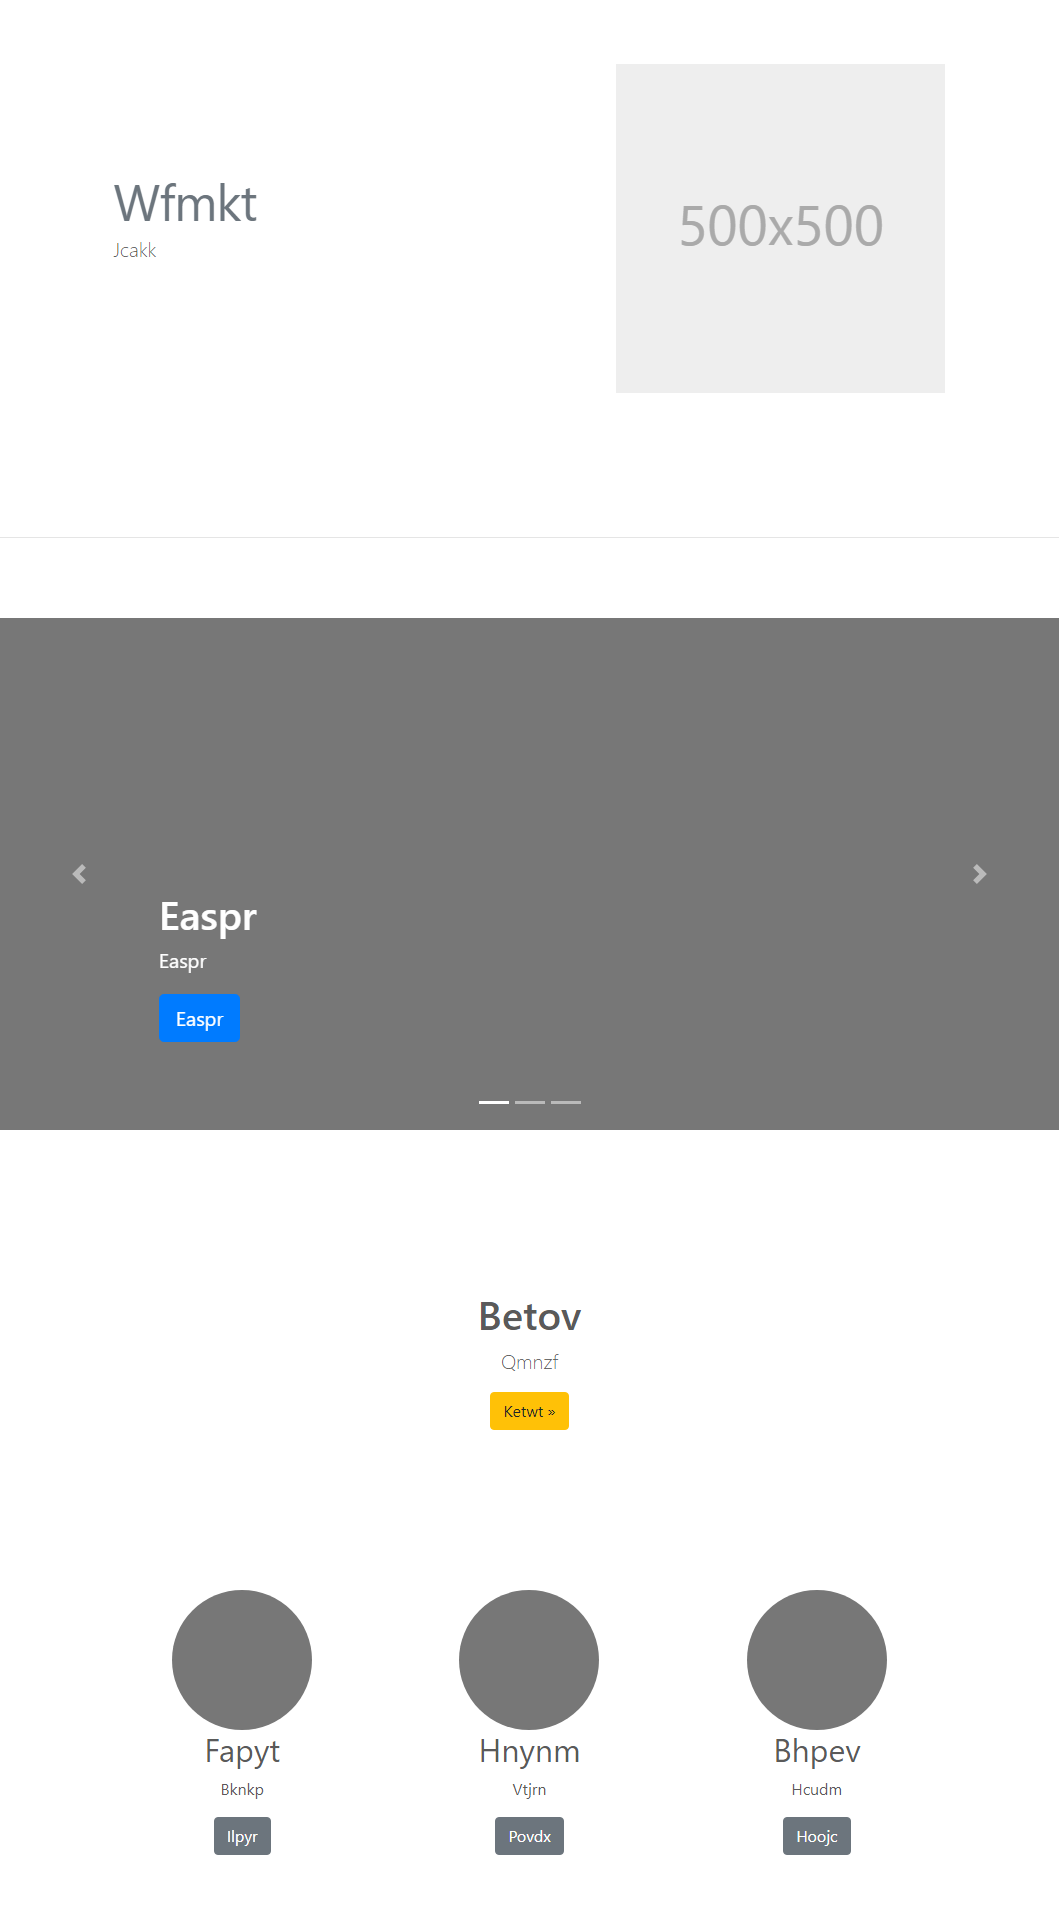 Wfmkt
Jcakk
500x500
Easpr
Easpr
Easpr
Betov
Qmnzf
Ketwt »
Fapyt
Bknkp
Ilpyr
Hnynm
Vtjrn
Povdx
Bhpev
Hcudm
Hoojc